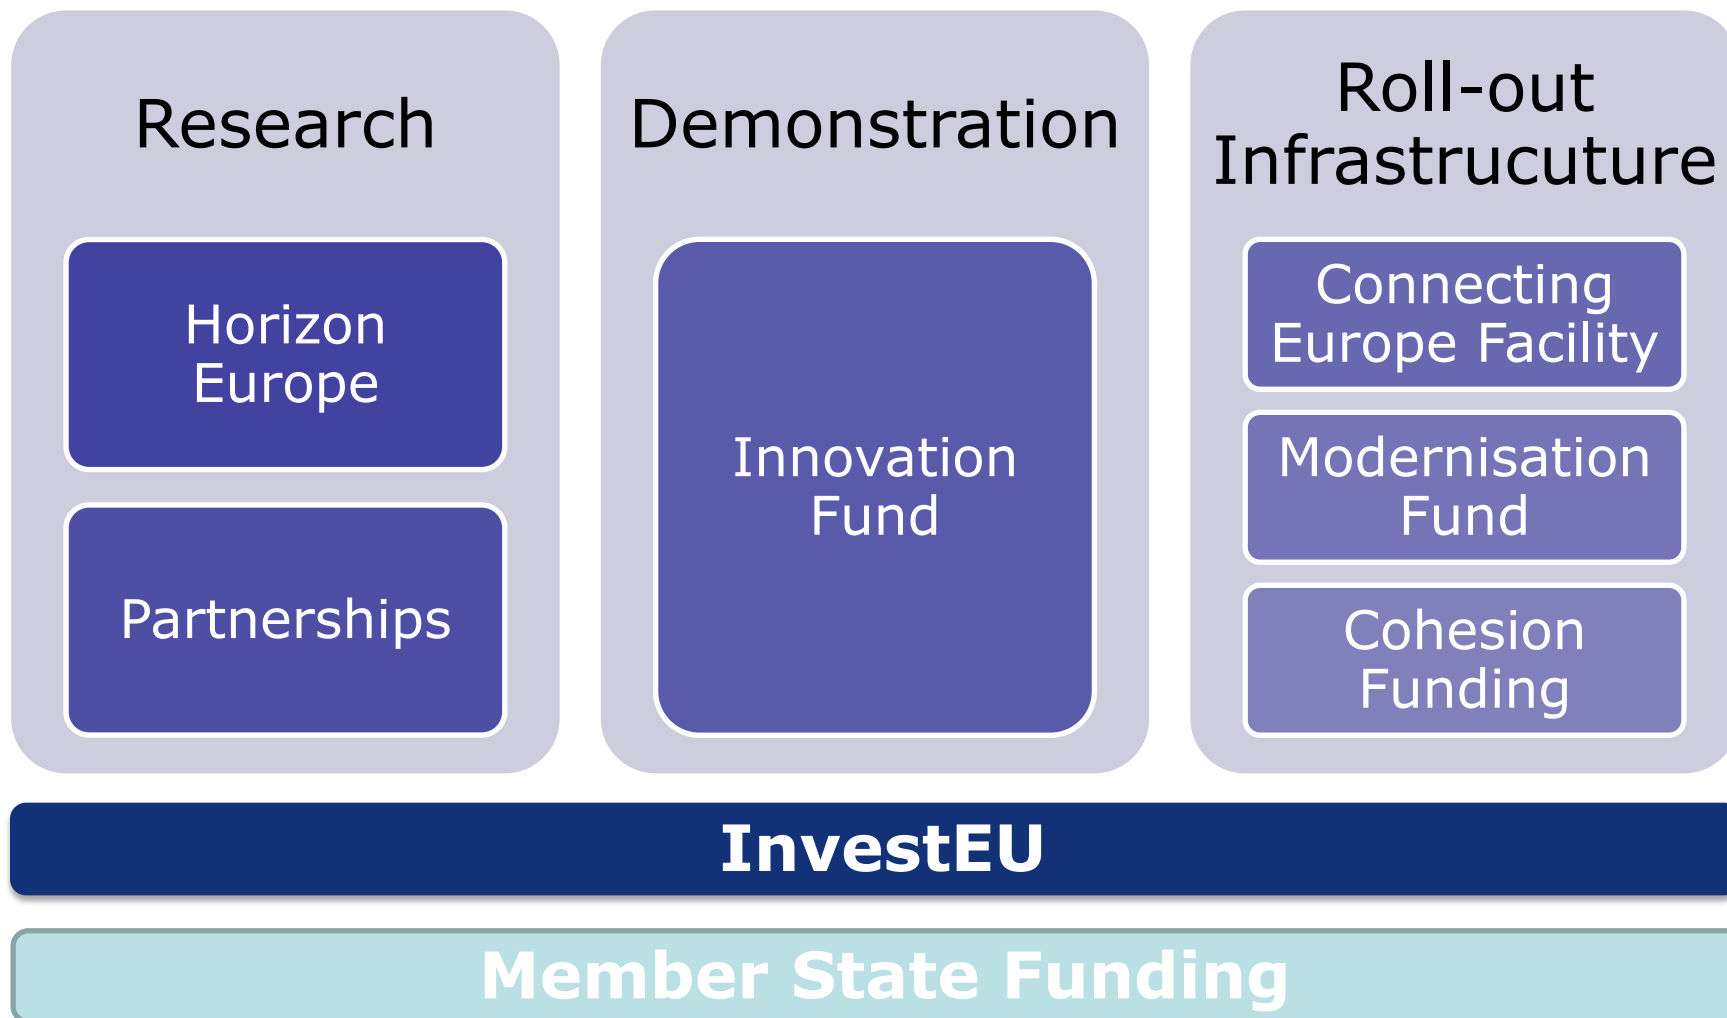 Research
Horizon
Europe
Partnerships
Demonstration
Innovation
Fund
Roll-out
Infrastrucuture
Connecting
Europe Facility
Modernisation
Fund
Cohesion
Funding
InvestEU
Member State Funding